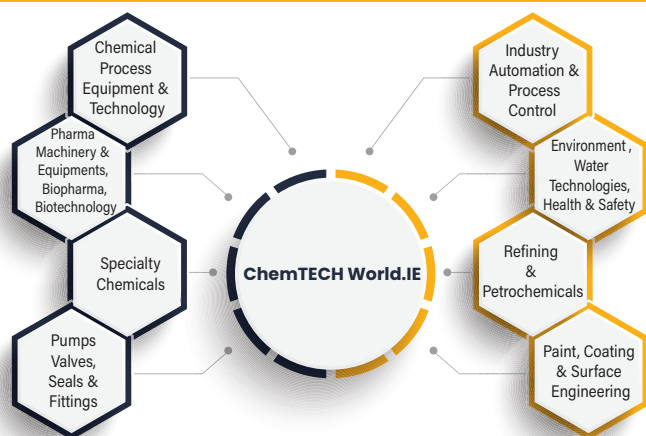 Chemical
Process
Equipment &
Technology
Pharma
Machinery &
Equipments,
Biopharma,
Biotechnology
Specialty
Chemicals
Pumps
Valves,
Seals &
Fittings
ChemTECH World.IE
Industry
Automation &
Process
Control
Environment ,
Water
Technologies,
Health & Safety
Refining
&
Petrochemicals
Paint, Coating
& Surface
Engineering